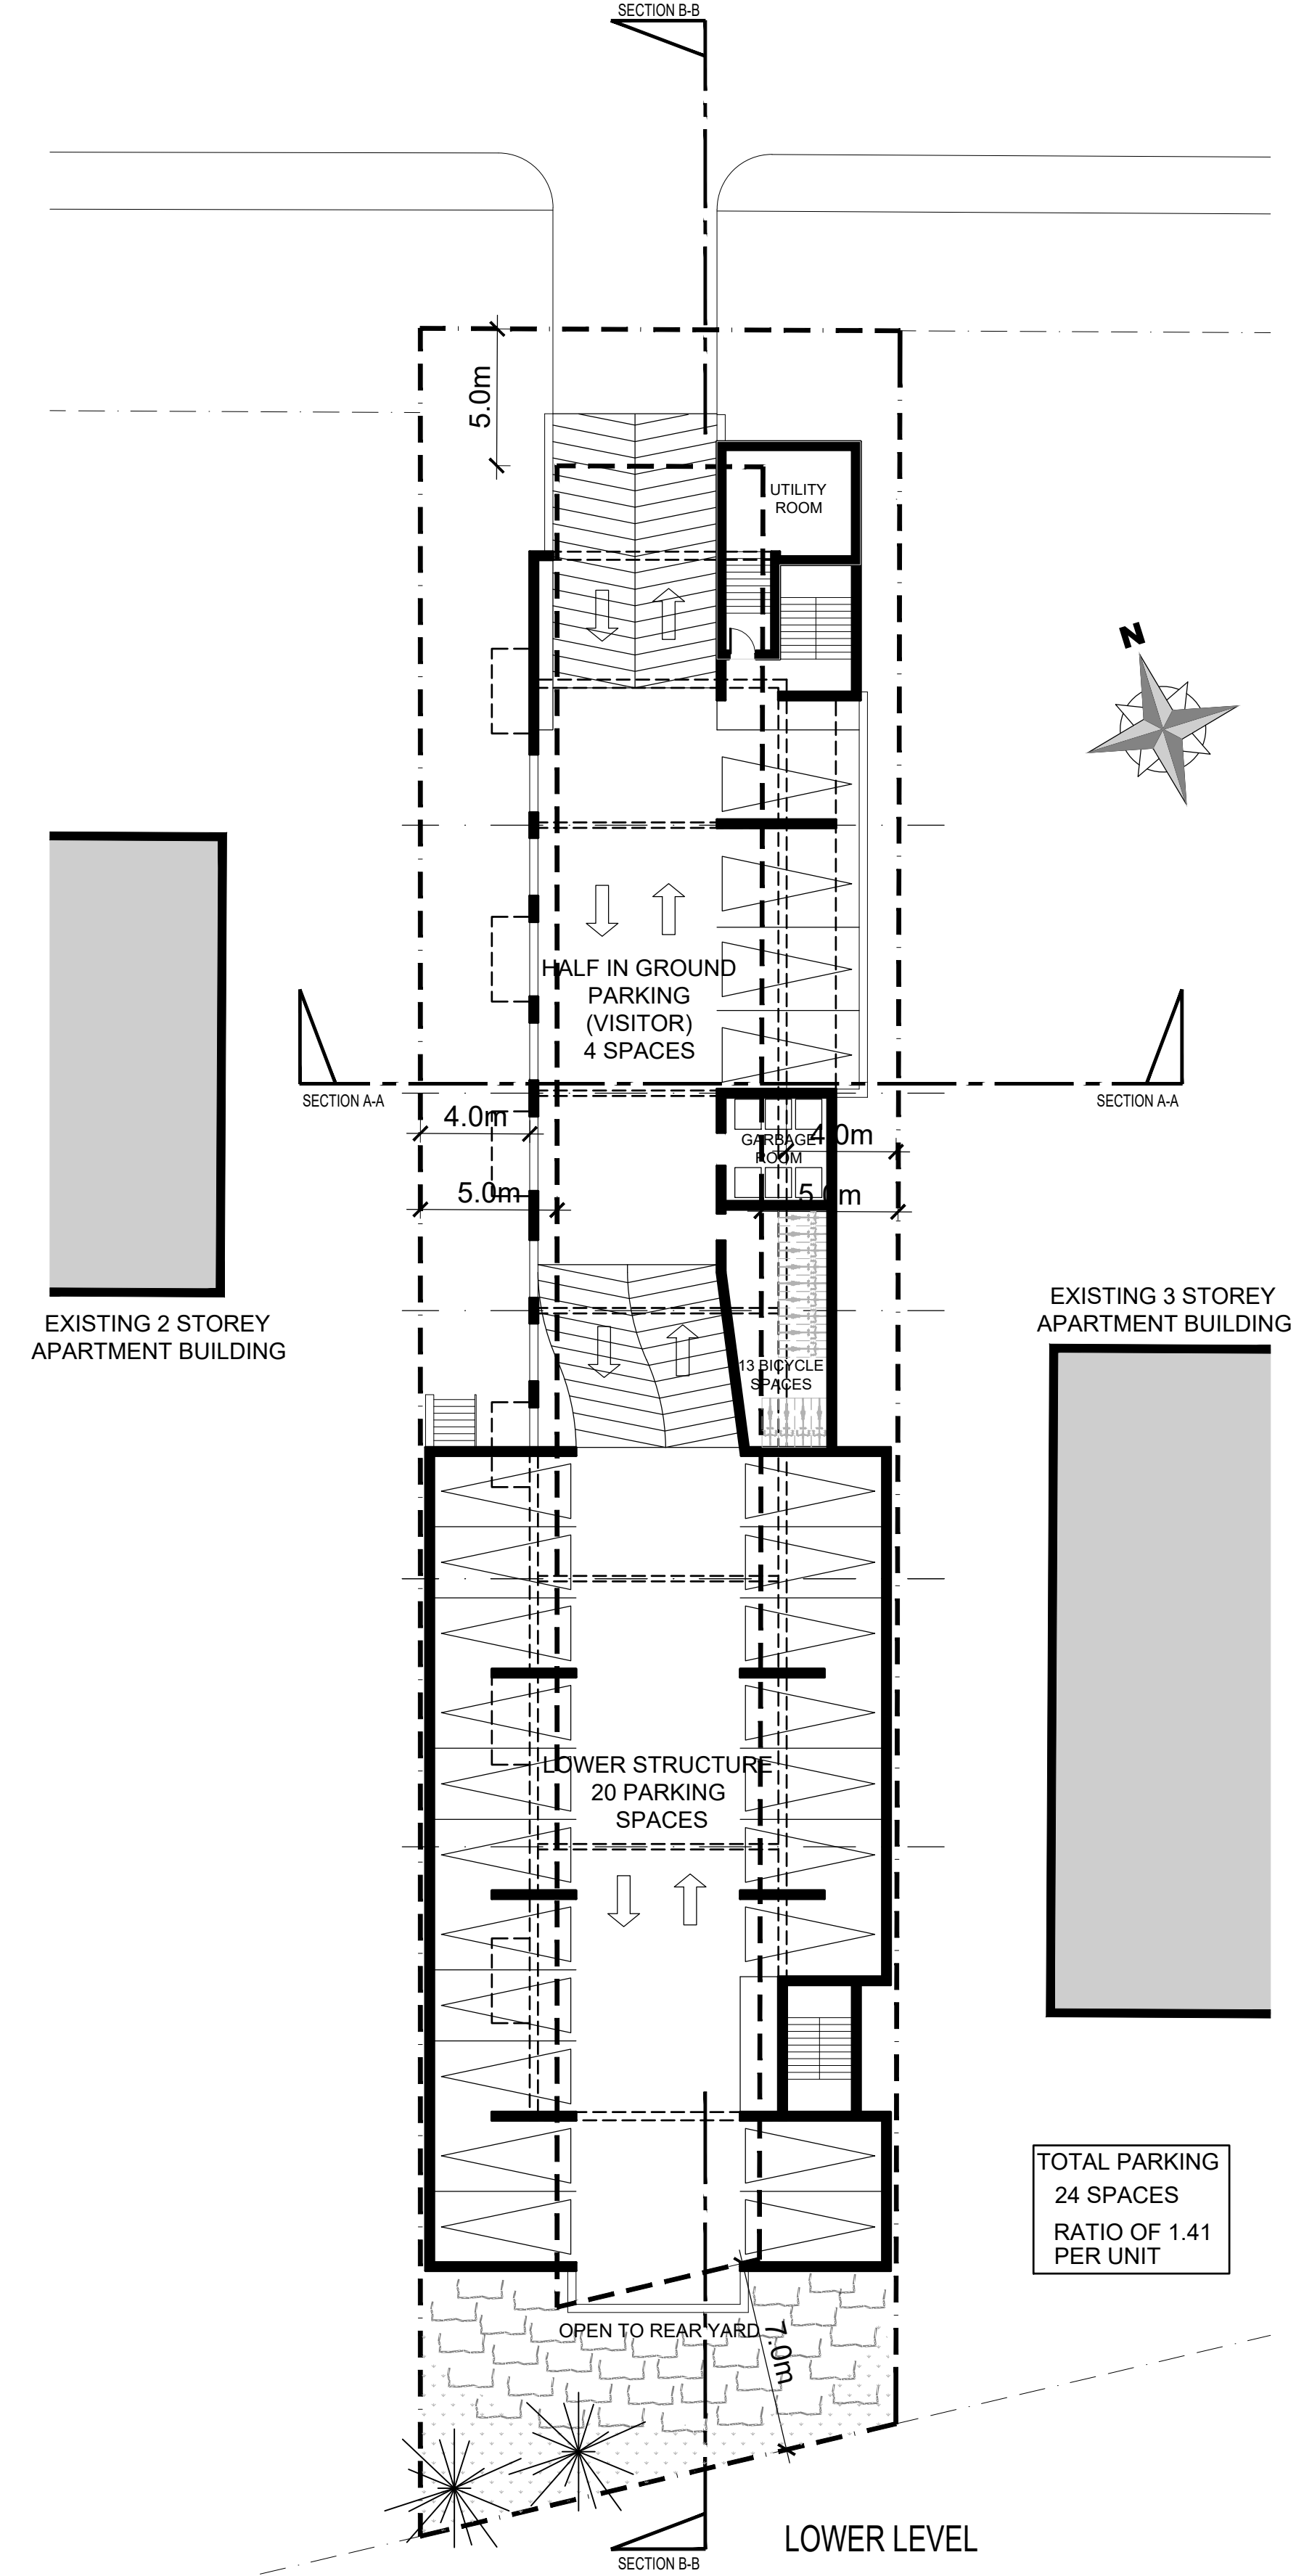 SECTION B-B
5.0m
UTILITY
ROOM
N
HALF IN GROUND
PARKING
(VISITOR)
4 SPACES
SECTION A-A
SECTION A-A
4.0m
GARBAGE
ROOM
4.0m
5.0m
5.0m
EXISTING 2 STOREY
APARTMENT BUILDING
EXISTING 3 STOREY
APARTMENT BUILDING
13 BICYCLE
SPACES
LOWER STRUCTURE
20 PARKING
SPACES
TOTAL PARKING
24 SPACES
RATIO OF 1.41
PER UNIT
OPEN TO REAR YARD
7.0m
LOWER LEVEL
SECTION B-B